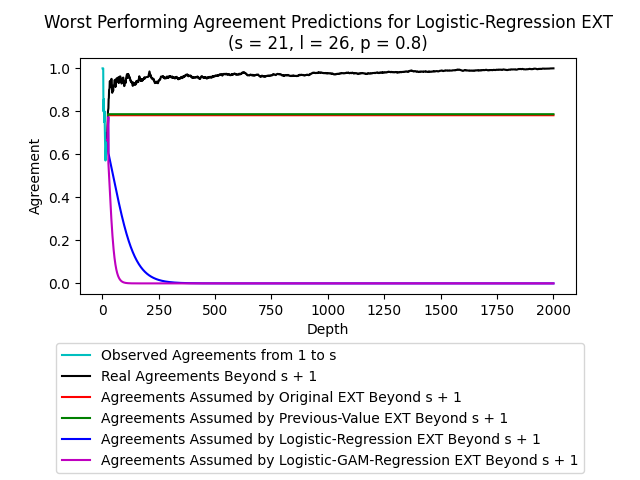 Worst Performing Agreement Predictions for Logistic-Regression EXT
(s = 21, l = 26, p = 0.8)
1.0
0.8
0.6
0.4
0.2
0.0
Agreement
0 250 500 750 1000 1250 1500 1750 2000
Depth
Observed Agreements from 1 to s
Real Agreements Beyond s + 1
Agreements Assumed by Original EXT Beyond s + 1
Agreements Assumed by Previous-Value EXT Beyond s + 1
Agreements Assumed by Logistic-Regression EXT Beyond s + 1
Agreements Assumed by Logistic-GAM-Regression EXT Beyond s + 1